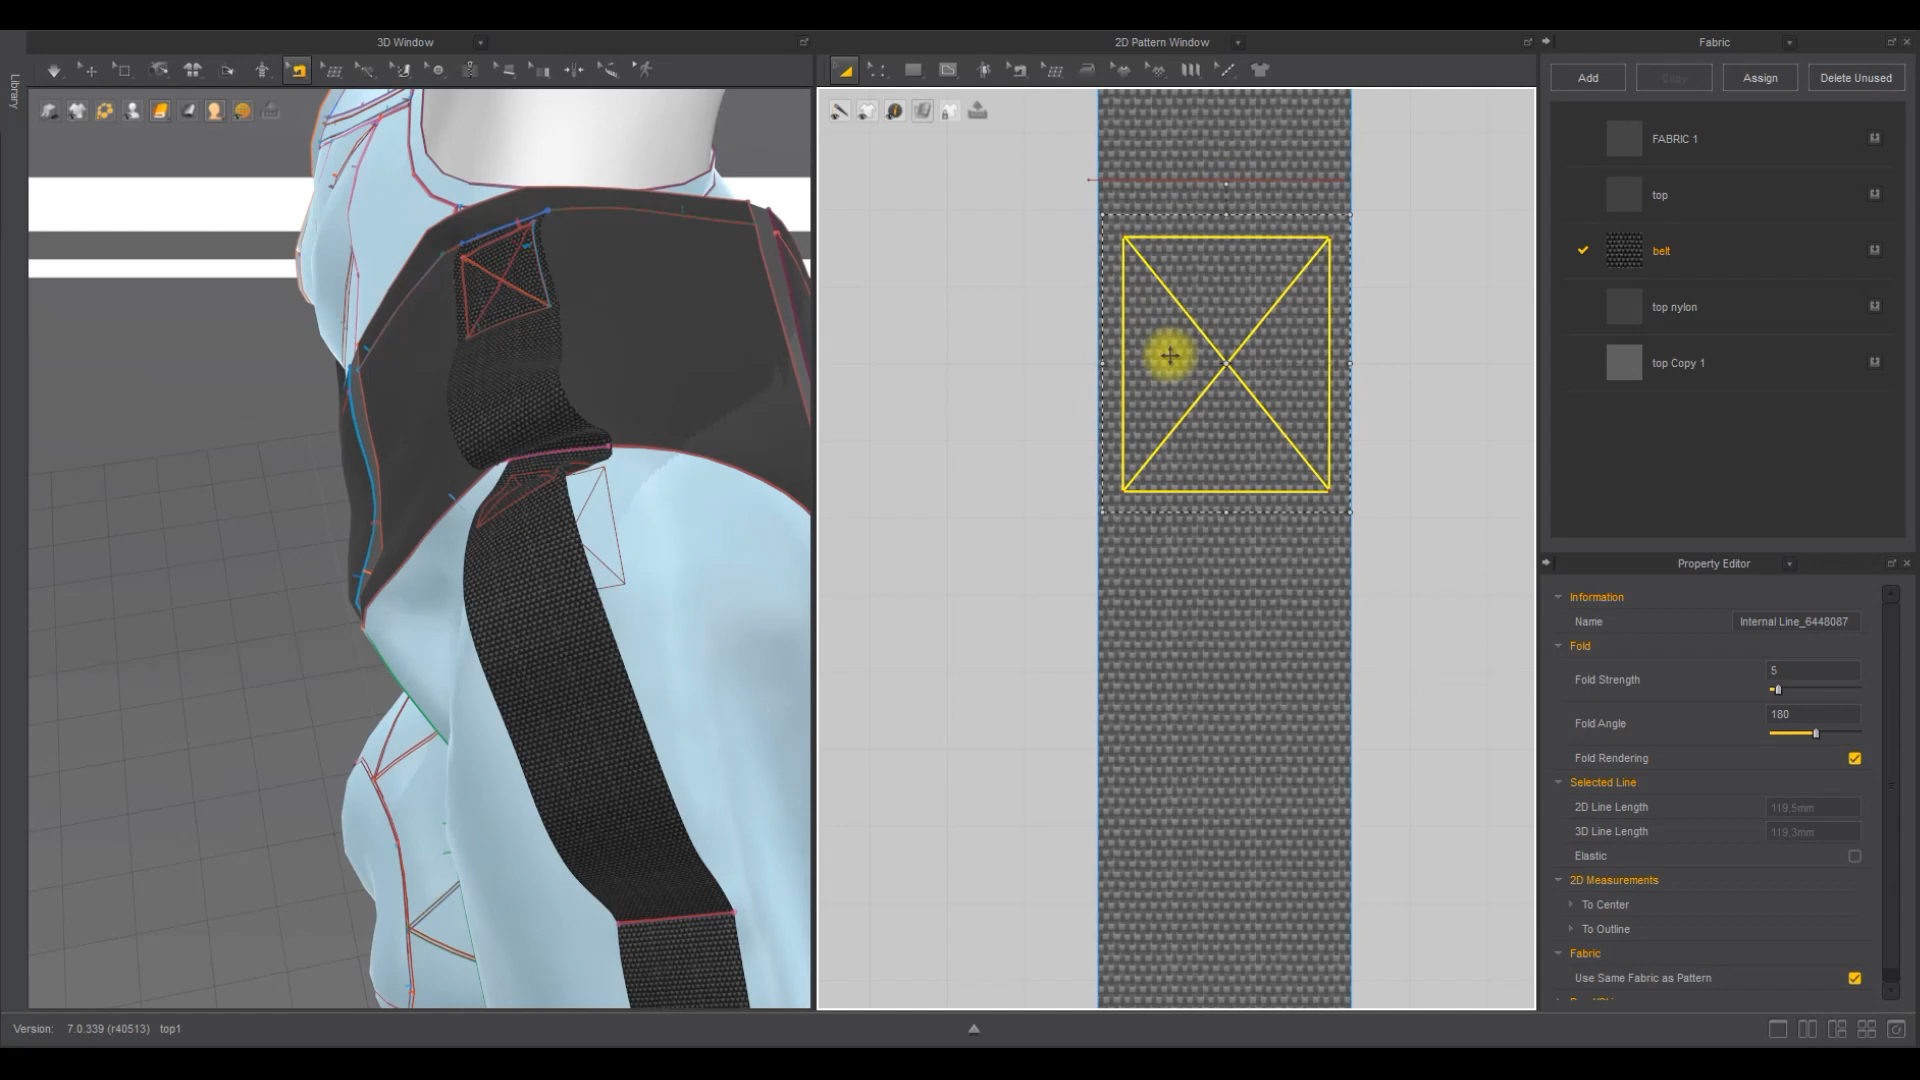 3D Window
2D Pattern Window
Fabric
Library
Add
Copy
Assign
Delete Unused
FABRIC 1
top
belt
top nylon
top Copy 1
Property Editor
Information
Name
Internal Line_6448087
Fold
Fold Strength
5
Fold Angle
180
Fold Rendering
Selected Line
2D Line Length
119,5mm
3D Line Length
119,3mm
Elastic
2D Measurements
To Center
To Outline
Fabric
Use Same Fabric as Pattern
Version: 7.0.339 (r40513) top1